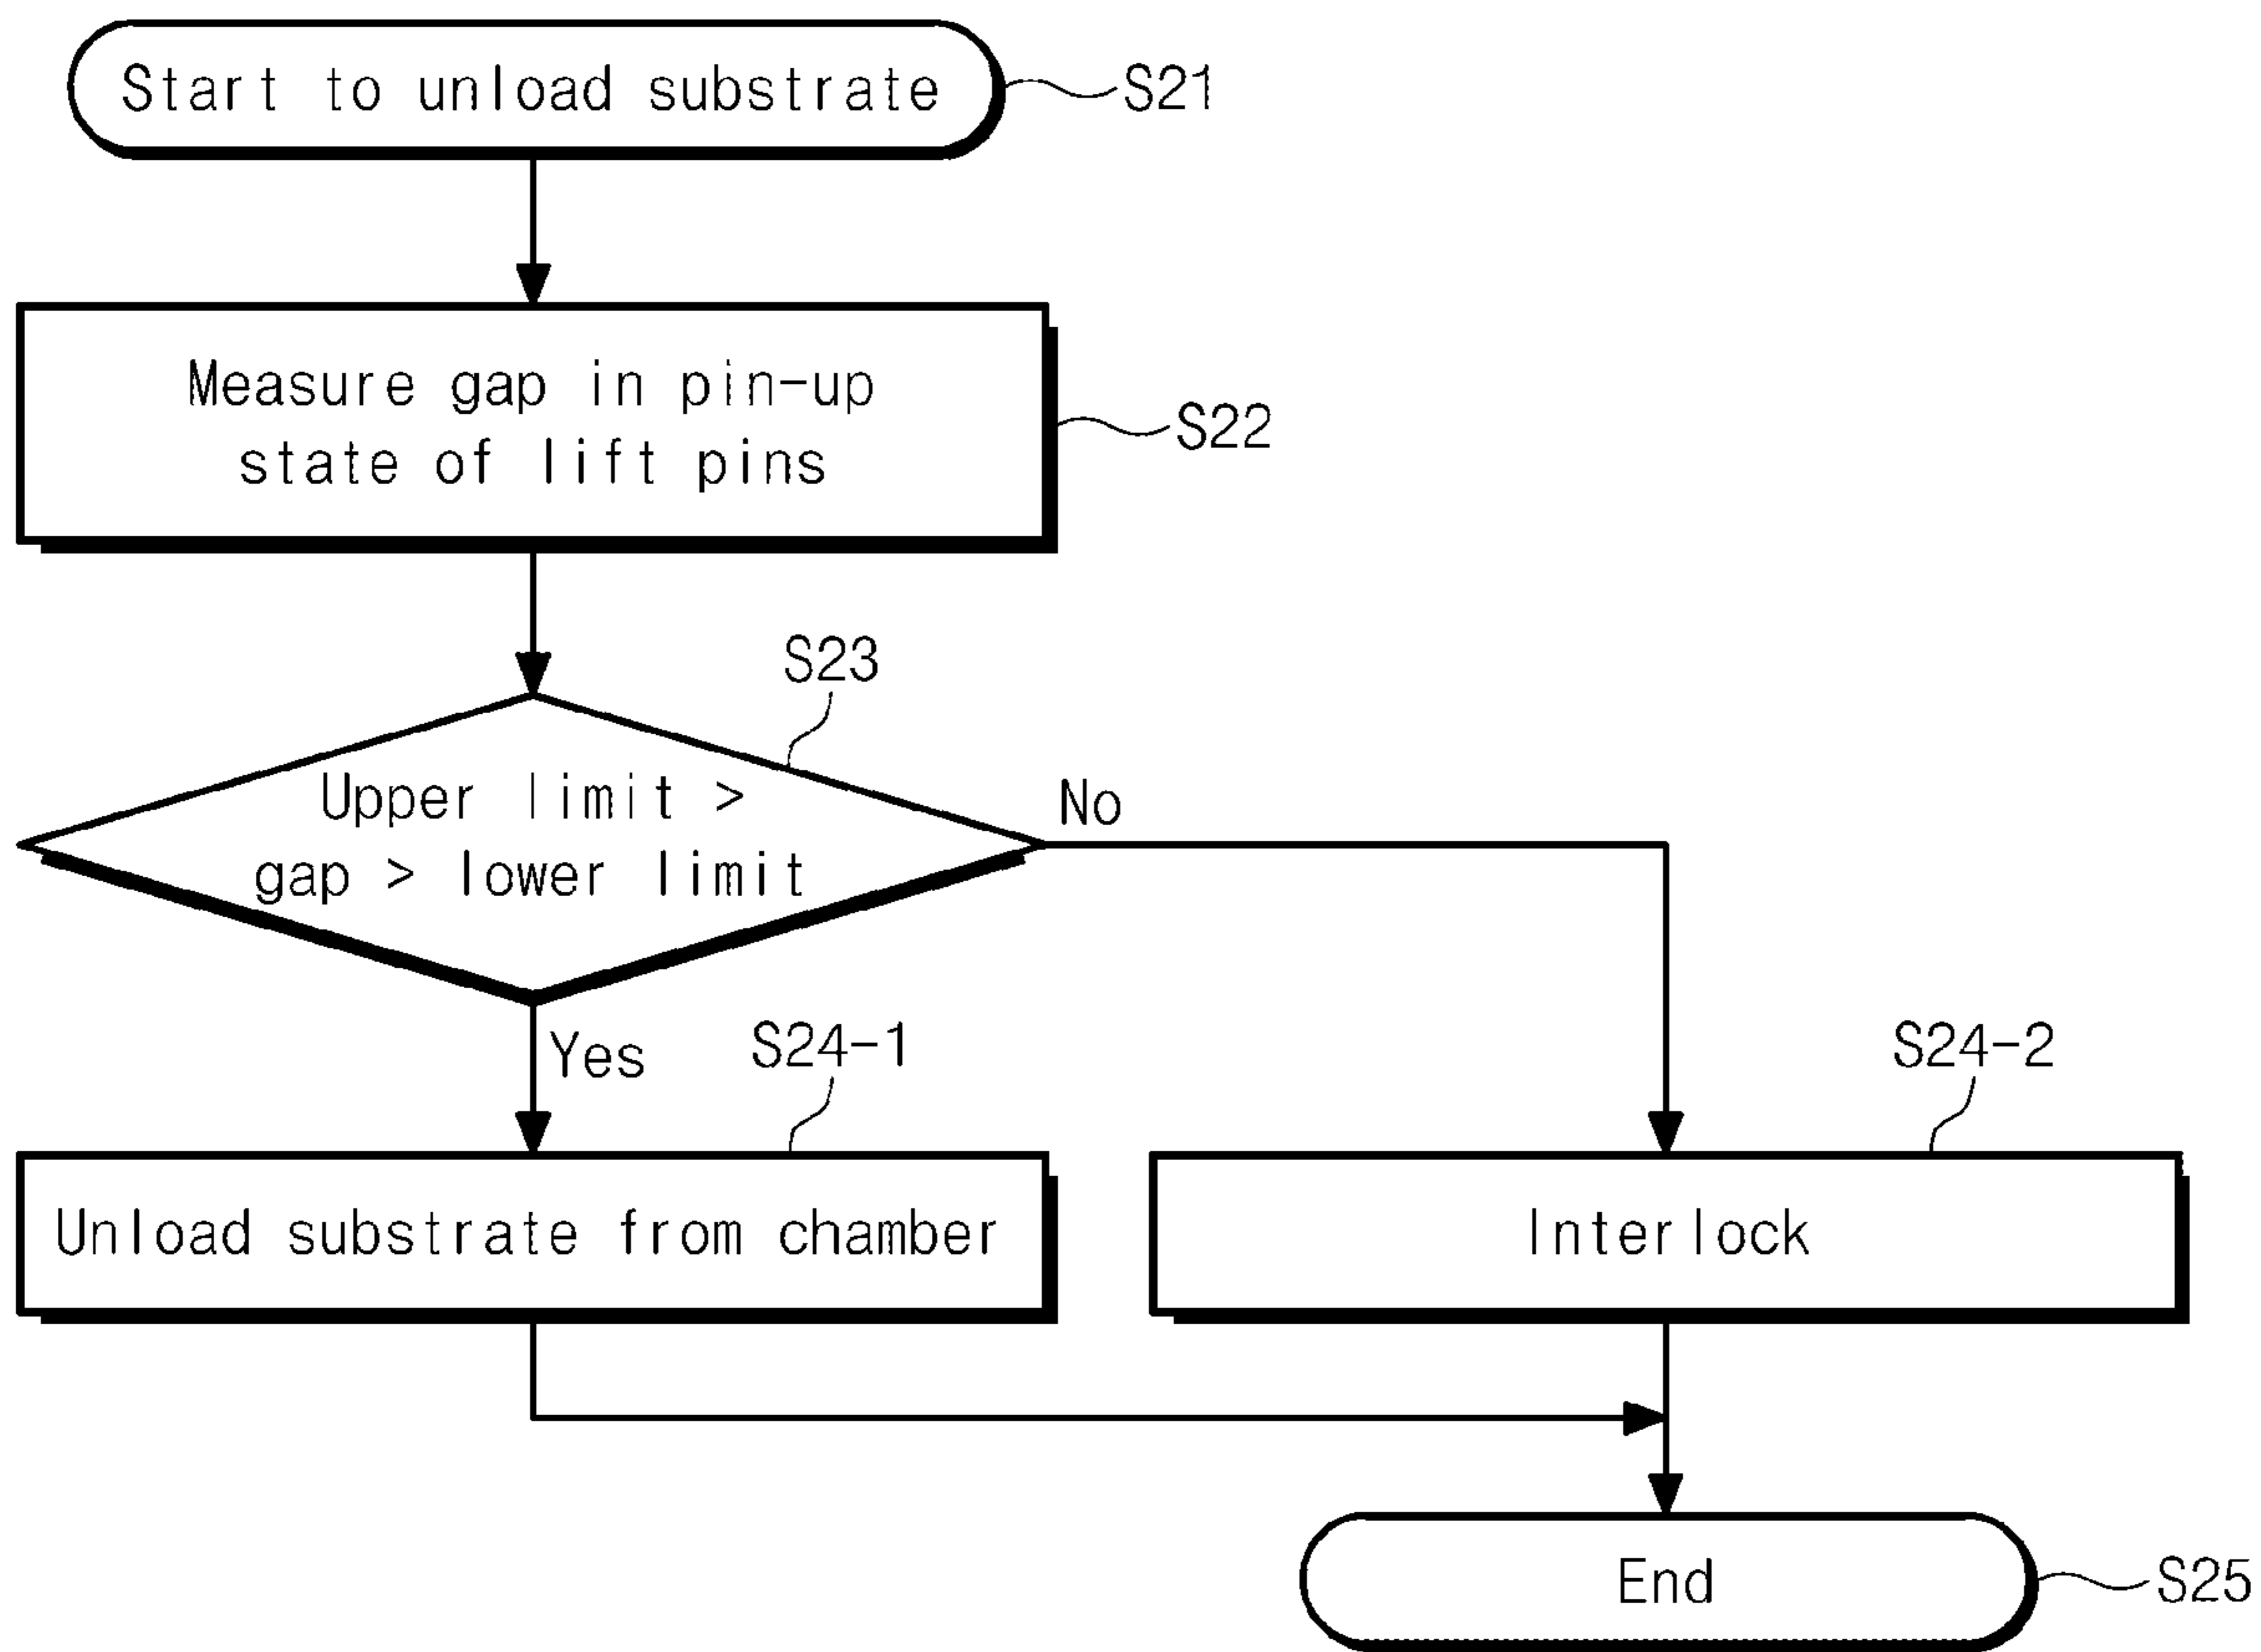 Start to unload substrate
S21
Measure gap in pin-up
state of lift pins
S22
S23
Upper limit >
gap > lower limit
No
Yes
S24-1
S24-2
Unload substrate from chamber
Interlock
End
S25